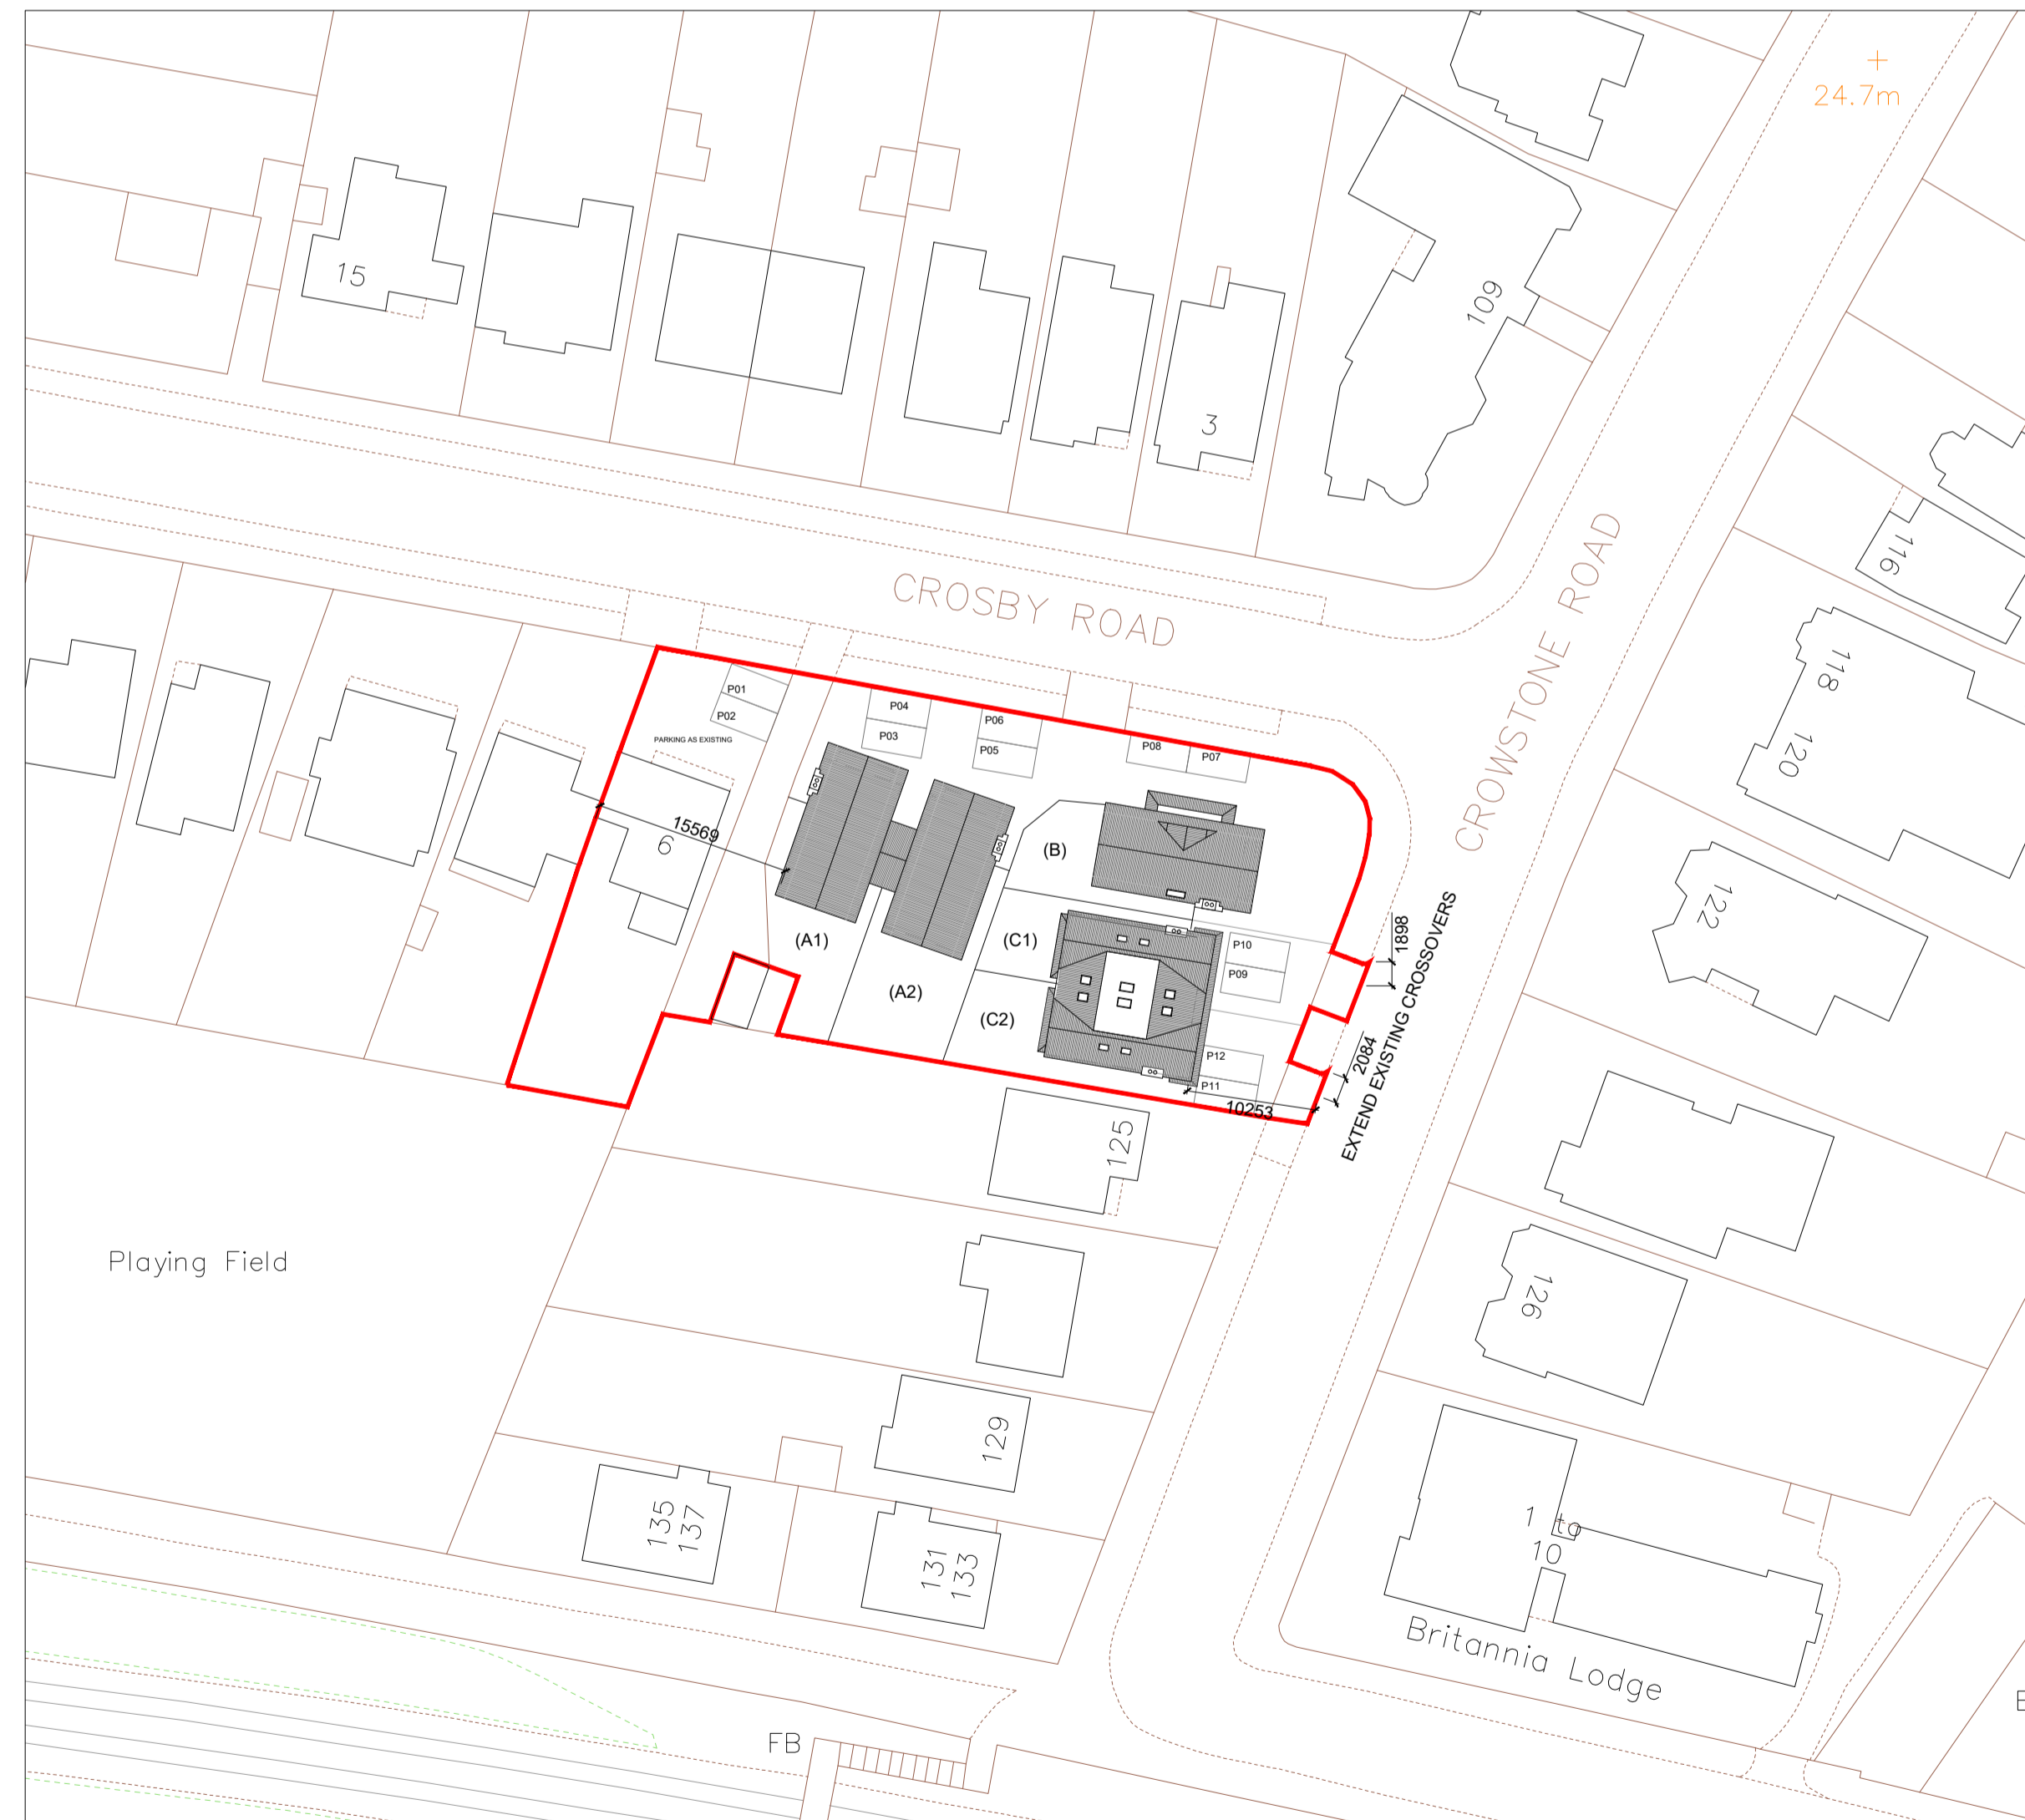 24.7m
15
109
3
116
CROSBY ROAD
CROWSTONE ROAD
118
120
P01
P02
PARKING AS EXISTING
P04
P03
P06
P05
P08
P07
15569
6
(B)
122
(A1)
(C1)
P10
P09
1898
EXTEND EXISTING CROSSOVERS
(A2)
(C2)
P12
P11
2084
10253
125
Playing Field
126
129
135
137
131
133
1 to
10
Britannia Lodge
FB